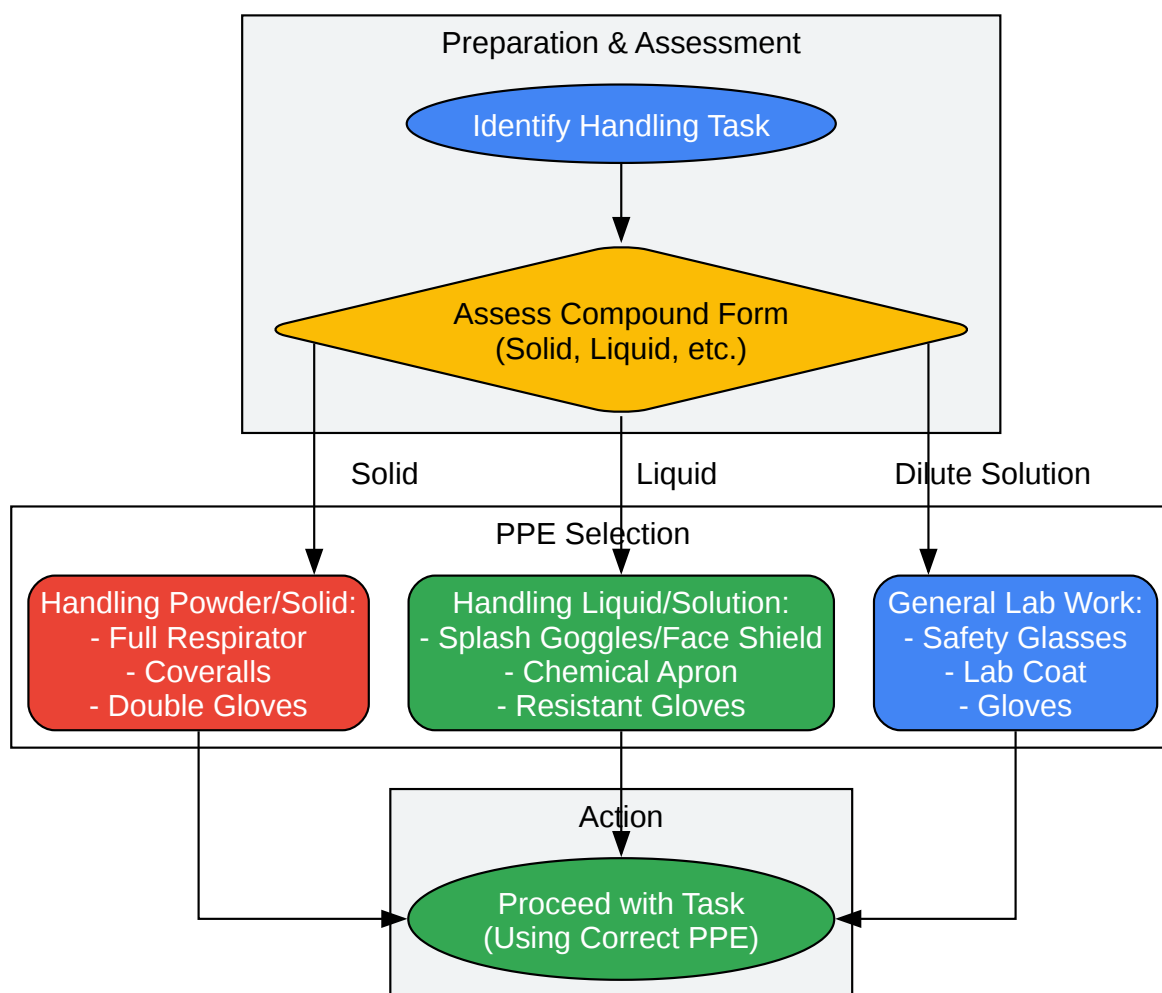 Preparation & Assessment
Identify Handling Task
Assess Compound Form
(Solid, Liquid, etc.)
Solid
Liquid
Dilute Solution
PPE Selection
Handling Powder/Solid:
- Full Respirator
- Coveralls
- Double Gloves
Handling Liquid/Solution:
- Splash Goggles/Face Shield
- Chemical Apron
- Resistant Gloves
General Lab Work:
- Safety Glasses
- Lab Coat
- Gloves
Action
Proceed with Task
(Using Correct PPE)